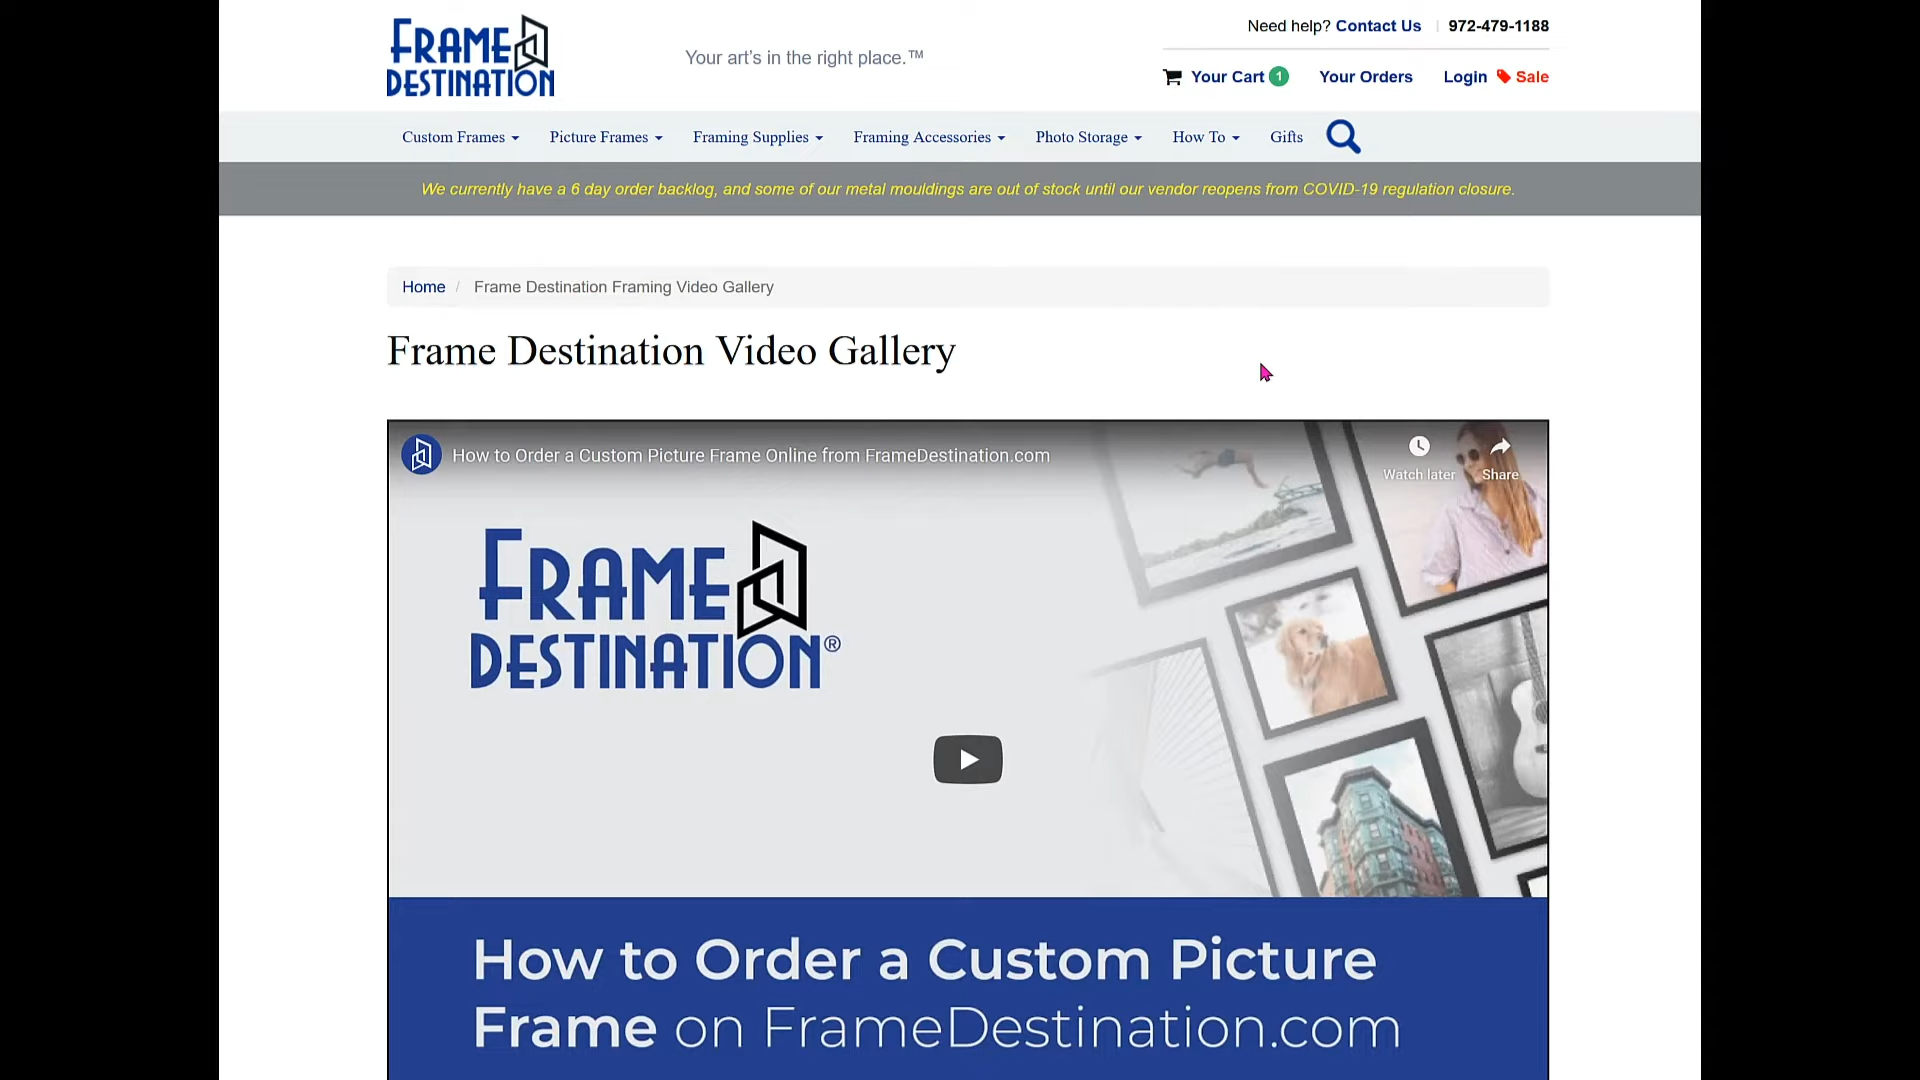 FRAME
DESTINATION
Your art's in the right place.™
Need help? Contact Us | 972-479-1188
Your Cart 1 Your Orders Login Sale
Custom Frames Picture Frames Framing Supplies Framing Accessories Photo Storage How To Gifts
We currently have a 6 day order backlog, and some of our metal mouldings are out of stock until our vendor reopens from COVID-19 regulation closure.
Home / Frame Destination Framing Video Gallery
Frame Destination Video Gallery
How to Order a Custom Picture Frame Online from FrameDestination.com
Watch later Share
FRAME
DESTINATION®
How to Order a Custom Picture
Frame on FrameDestination.com